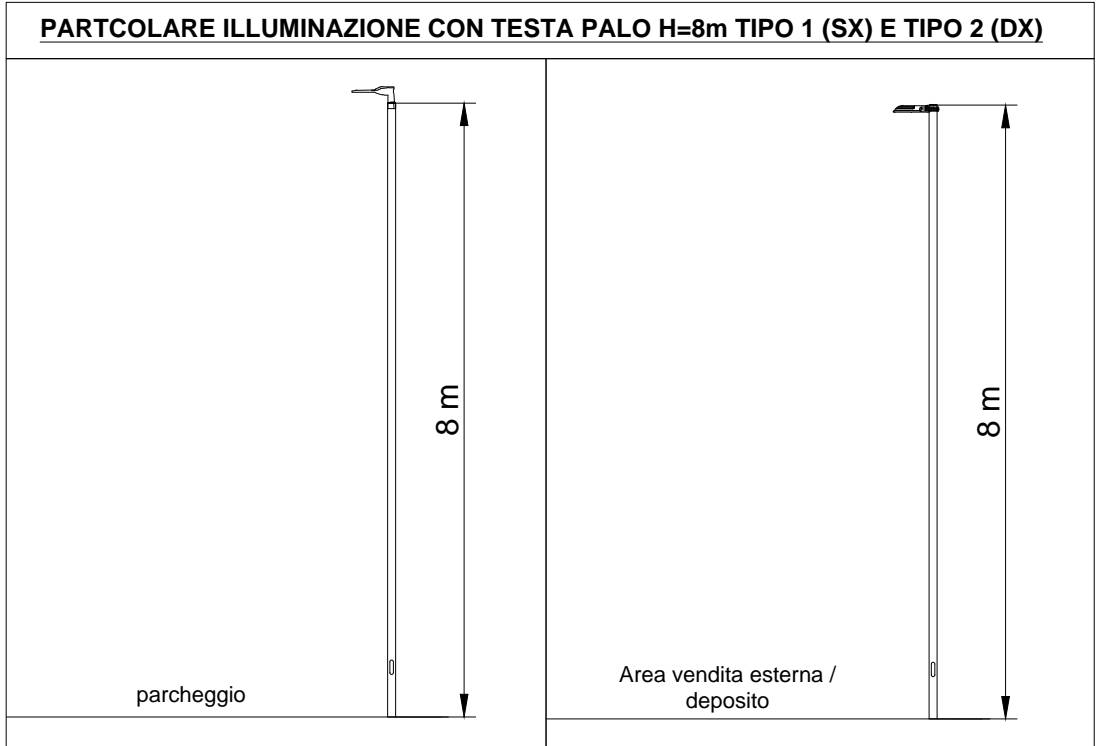 PARTCOLARE ILLUMINAZIONE CON TESTA PALO H=8m TIPO 1 (SX) E TIPO 2 (DX)
8 m
parcheggio
8 m
Area vendita esterna /
deposito